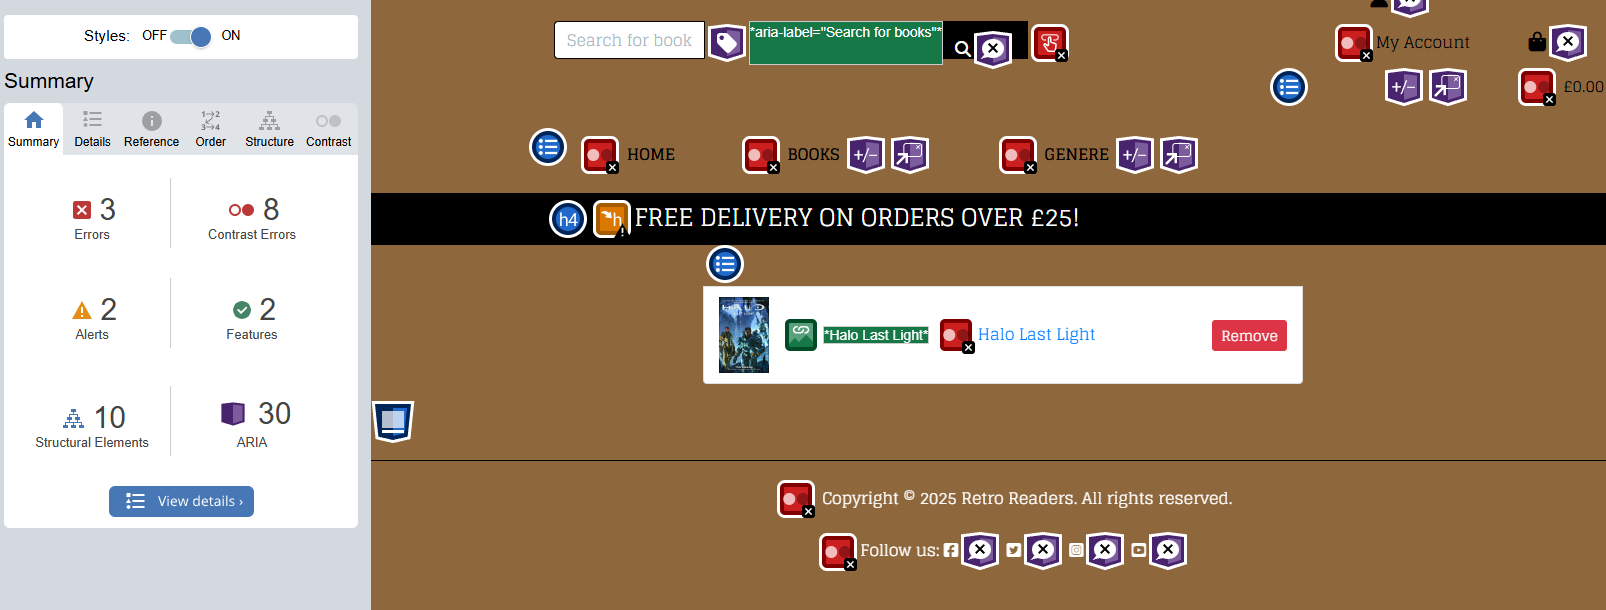 Styles: OFF ON
Summary
Summary Details Reference Order Structure Contrast
3 Errors
8 Contrast Errors
2 Alerts
2 Features
10 Structural Elements
30 ARIA
View details ›
Search for book
*aria-label="Search for books"*
My Account
£0.00
HOME BOOKS +/− GENERE +/−
h4 h FREE DELIVERY ON ORDERS OVER £25!
HALO
LAST LIGHT
*Halo Last Light* Halo Last Light Remove
Copyright © 2025 Retro Readers. All rights reserved.
Follow us: